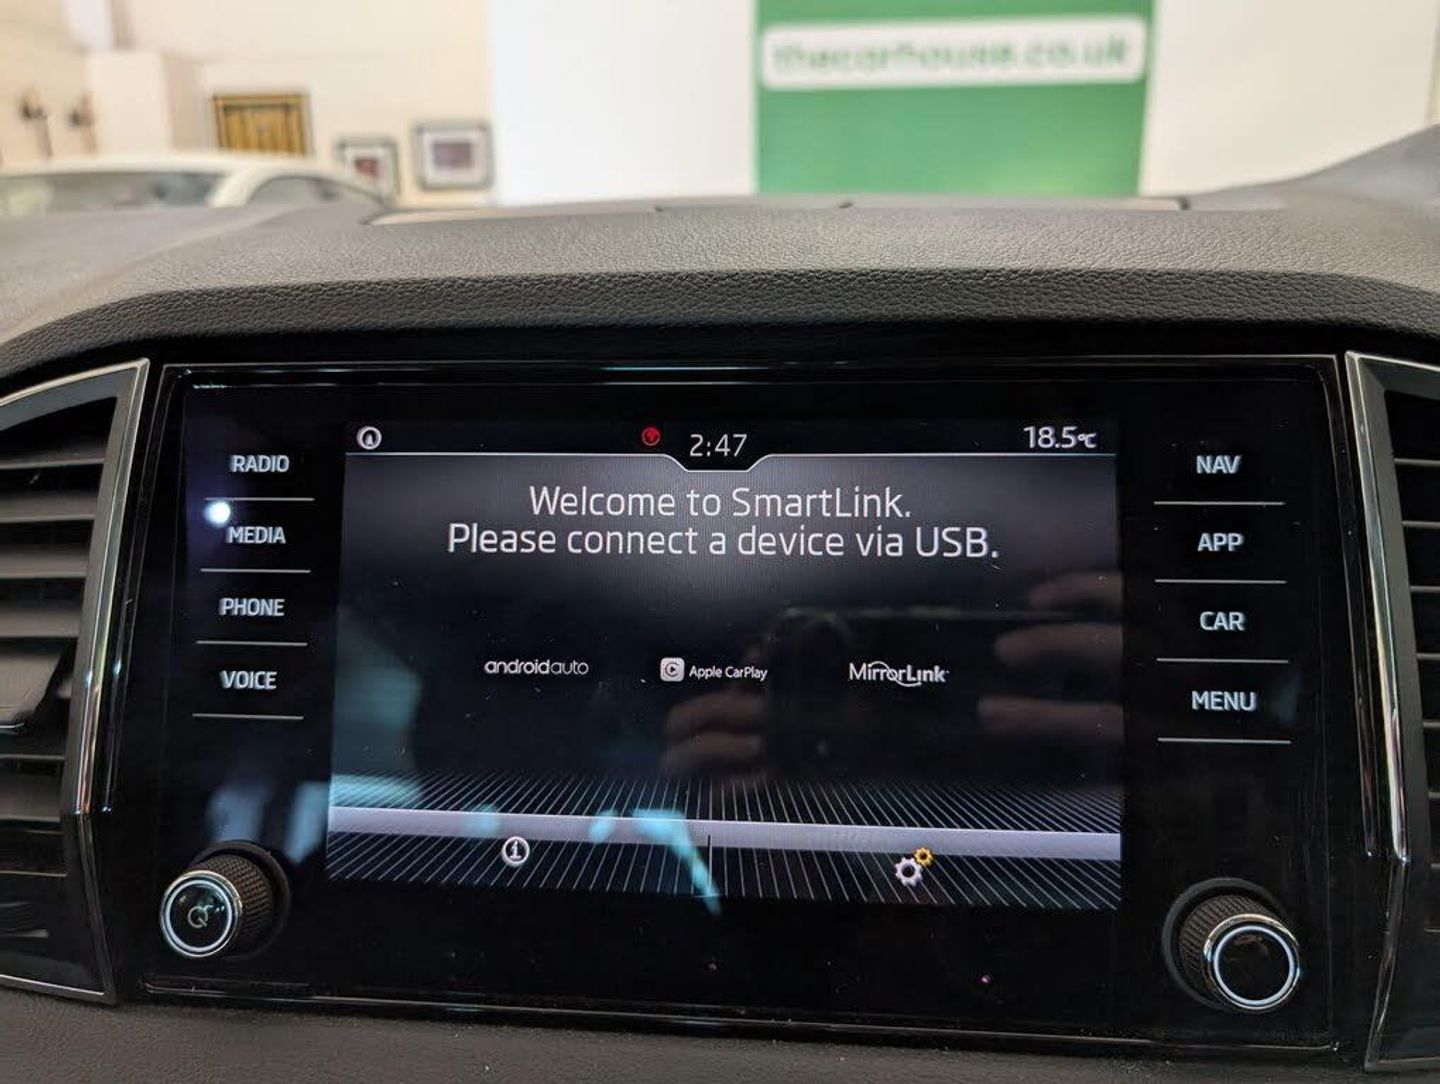 thecarhouse.co.uk
2:47
18.5°C
RADIO
MEDIA
PHONE
VOICE
Welcome to SmartLink.
Please connect a device via USB.
androidauto
Apple CarPlay
MirrorLink
NAV
APP
CAR
MENU